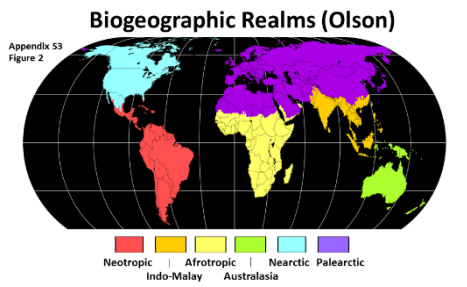 Biogeographic Realms (Olson)
Appendix S3
Figure 2
Neotropic | Afrotropic | Nearctic Palearctic
Indo-Malay Australasia